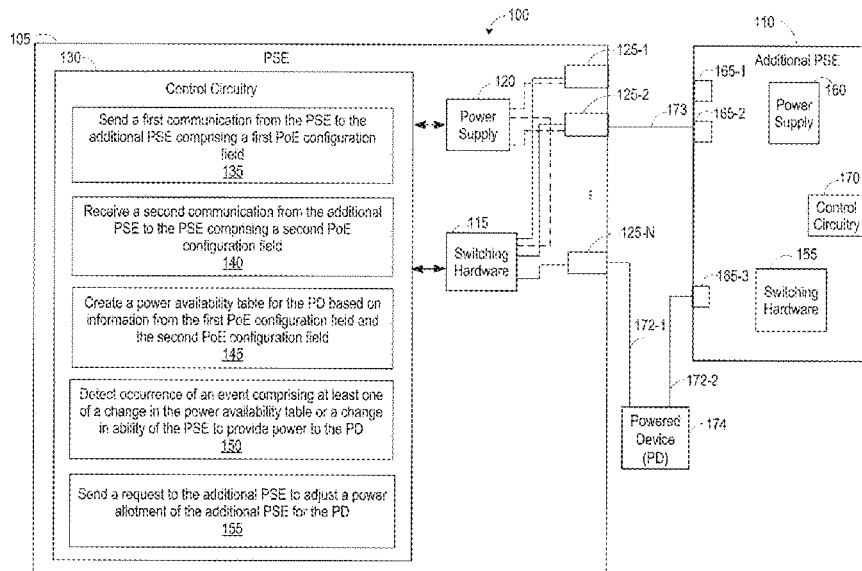 100
110
105
130
PSE
125-1
Additional PSE
165-1
160
Control Circuitry
120
125-2
165-2
Power
Supply
Send a first communication from the PSE to the
additional PSE comprising a first PoE configuration
field
135
Power
Supply
173
170
Control
Circuitry
Receive a second communication from the additional
PSE to the PSE comprising a second PoE
configuration field
140
115
Switching
Hardware
125-N
155
165-3
Switching
Hardware
Create a power availability table for the PD based on
information from the first PoE configuration field and
the second PoE configuration field
145
172-1
172-2
Detect occurrence of an event comprising at least one
of a change in the power availability table or a change
in ability of the PSE to provide power to the PD
150
Powered
Device
(PD)
174
Send a request to the additional PSE to adjust a power
allotment of the additional PSE for the PD
155